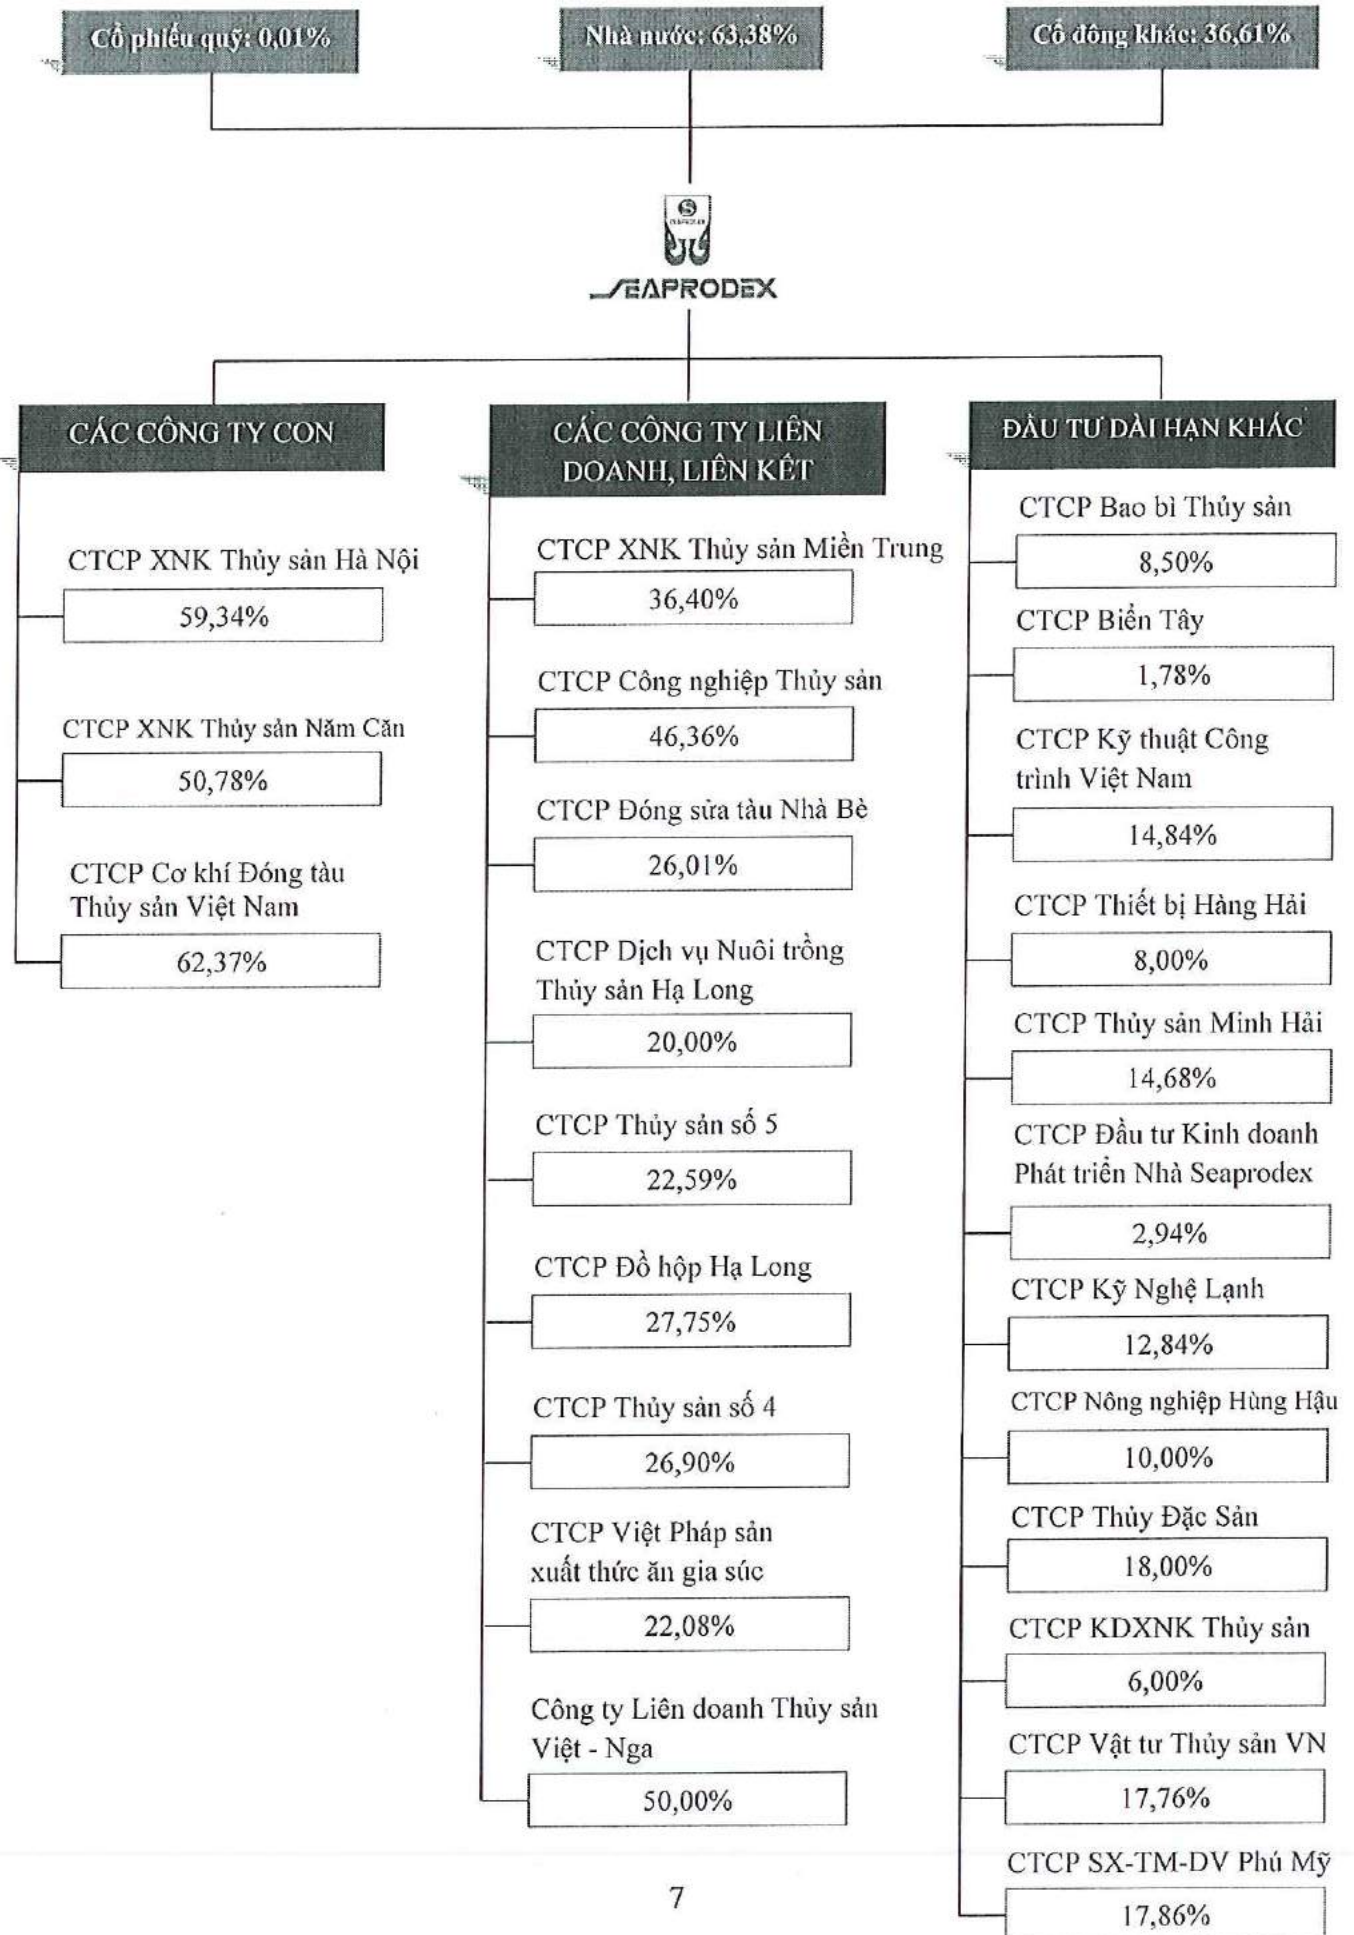 Cổ phiếu quỹ: 0,01%
Nhà nước: 63,38%
Cổ đông khác: 36,61%
SEAPRODEX
CÁC CÔNG TY CON
CTCP XNK Thủy sản Hà Nội
59,34%
CTCP XNK Thủy sản Năm Căn
50,78%
CTCP Cơ khí Đóng tàu
Thủy sản Việt Nam
62,37%
CÁC CÔNG TY LIÊN
DOANH, LIÊN KẾT
CTCP XNK Thủy sản Miền Trung
36,40%
CTCP Công nghiệp Thủy sản
46,36%
CTCP Đóng sửa tàu Nhà Bè
26,01%
CTCP Dịch vụ Nuôi trồng
Thủy sản Hạ Long
20,00%
CTCP Thủy sản số 5
22,59%
CTCP Đồ hộp Hạ Long
27,75%
CTCP Thủy sản số 4
26,90%
CTCP Việt Pháp sản
xuất thức ăn gia súc
22,08%
Công ty Liên doanh Thủy sản
Việt - Nga
50,00%
ĐẦU TƯ DÀI HẠN KHÁC
CTCP Bao bì Thủy sản
8,50%
CTCP Biển Tây
1,78%
CTCP Kỹ thuật Công
trình Việt Nam
14,84%
CTCP Thiết bị Hàng Hải
8,00%
CTCP Thủy sản Minh Hải
14,68%
CTCP Đầu tư Kinh doanh
Phát triển Nhà Seaprodex
2,94%
CTCP Kỹ Nghệ Lạnh
12,84%
CTCP Nông nghiệp Hùng Hậu
10,00%
CTCP Thủy Đặc Sản
18,00%
CTCP KDXNK Thủy sản
6,00%
CTCP Vật tư Thủy sản VN
17,76%
CTCP SX-TM-DV Phú Mỹ
17,86%
7